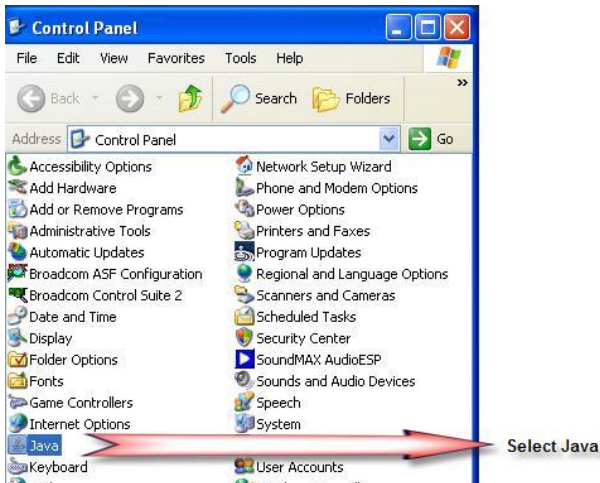 Control Panel
File Edit View Favorites Tools Help
Back Search Folders »
Address Control Panel Go
Accessibility Options
Add Hardware
Add or Remove Programs
Administrative Tools
Automatic Updates
Broadcom ASF Configuration
Broadcom Control Suite 2
Date and Time
Display
Folder Options
Fonts
Game Controllers
Internet Options
Java
Keyboard
Network Setup Wizard
Phone and Modem Options
Power Options
Printers and Faxes
Program Updates
Regional and Language Options
Scanners and Cameras
Scheduled Tasks
Security Center
SoundMAX AudioESP
Sounds and Audio Devices
Speech
System
User Accounts
Select Java